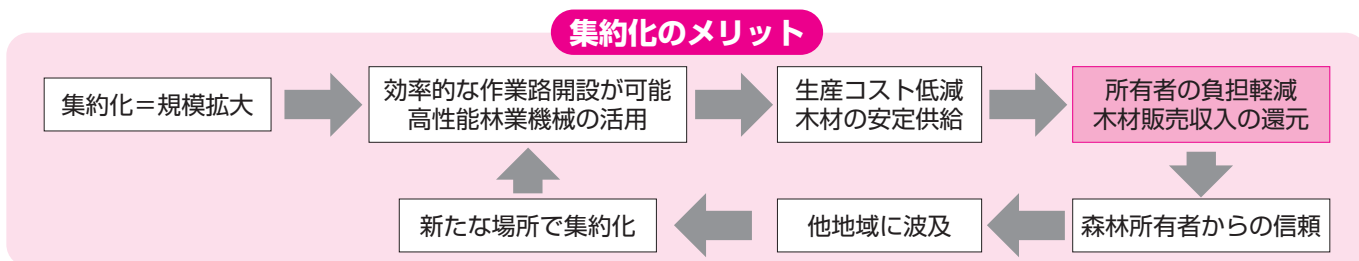 集約化のメリット
集約化＝規模拡大
効率的な作業路開設が可能
高性能林業機械の活用
生産コスト低減
木材の安定供給
所有者の負担軽減
木材販売収入の還元
森林所有者からの信頼
他地域に波及
新たな場所で集約化